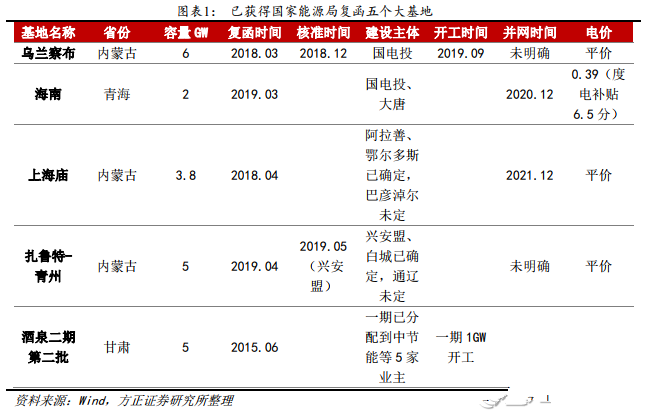 图表1： 已获得国家能源局复函五个大基地
基地名称 省份 容量 GW 复函时间 核准时间 建设主体 开工时间 并网时间 电价
乌兰察布 内蒙古 6 2018.03 2018.12 国电投 2019.09 未明确 平价
海南 青海 2 2019.03 国电投、 2020.12 0.39（度
大唐 电补贴
6.5 分）
上海庙 内蒙古 3.8 2018.04 阿拉善、 2021.12 平价
鄂尔多斯
已确定，
巴彦淖尔
未定
扎鲁特- 内蒙古 5 2019.04 2019.05 兴安盟、 未明确 平价
青州 （兴安 白城已确
盟） 定，通辽
未定
酒泉二期 甘肃 5 2015.06 一期已分 一期 1GW
第二批 配到中节 开工
能等 5 家
业主
资料来源：Wind，方正证券研究所整理